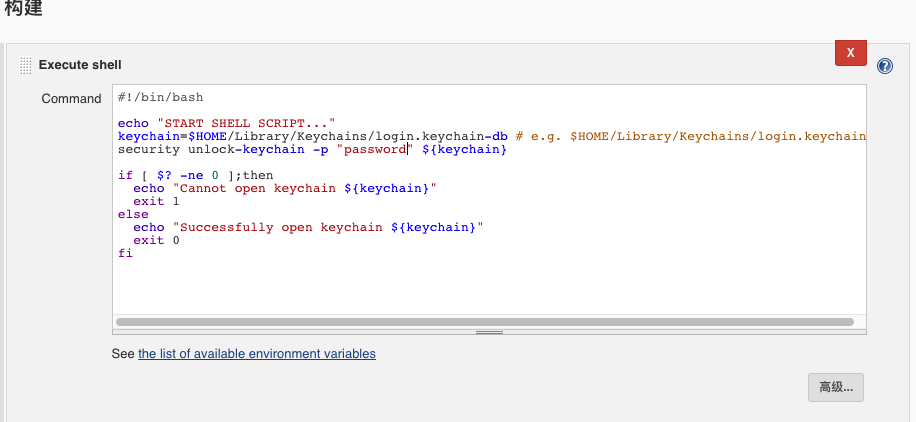 构建
X
Execute shell
?
Command
#!/bin/bash
echo "START SHELL SCRIPT..."
keychain=$HOME/Library/Keychains/login.keychain-db # e.g. $HOME/Library/Keychains/login.keychain
security unlock-keychain -p "password" ${keychain}
if [ $? -ne 0 ];then
  echo "Cannot open keychain ${keychain}"
  exit 1
else
  echo "Successfully open keychain ${keychain}"
  exit 0
fi
See the list of available environment variables
高级...